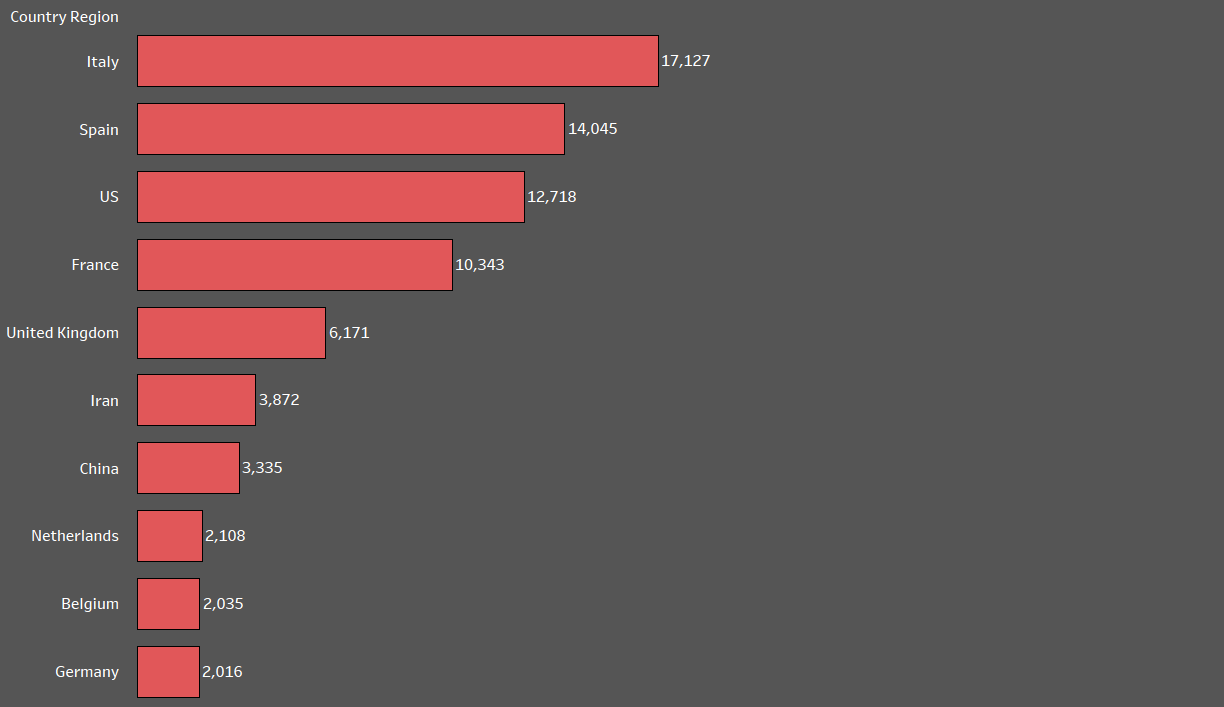 Country Region
Italy 17,127
Spain 14,045
US 12,718
France 10,343
United Kingdom 6,171
Iran 3,872
China 3,335
Netherlands 2,108
Belgium 2,035
Germany 2,016